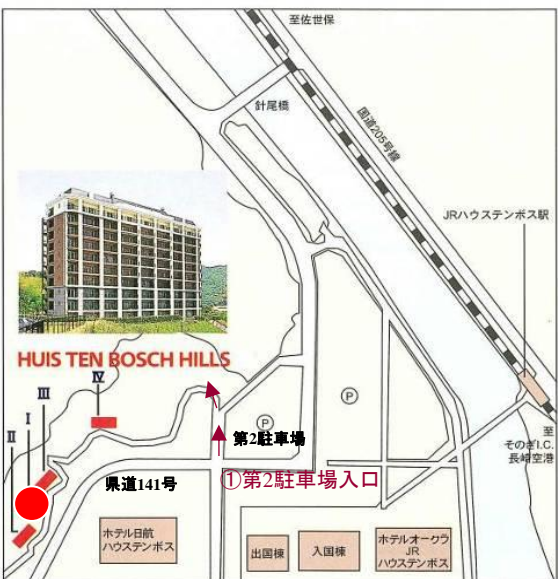 至佐世保
針尾橋
国道205号線
JRハウステンボス駅
HUIS TEN BOSCH HILLS
IV
III
I
II
P
P
第2駐車場
至
そのぎI.C.
長崎空港
①第2駐車場入口
県道141号
ホテル日航
ハウステンボス
出国棟
入国棟
ホテルオークラ
JR
ハウステンボス